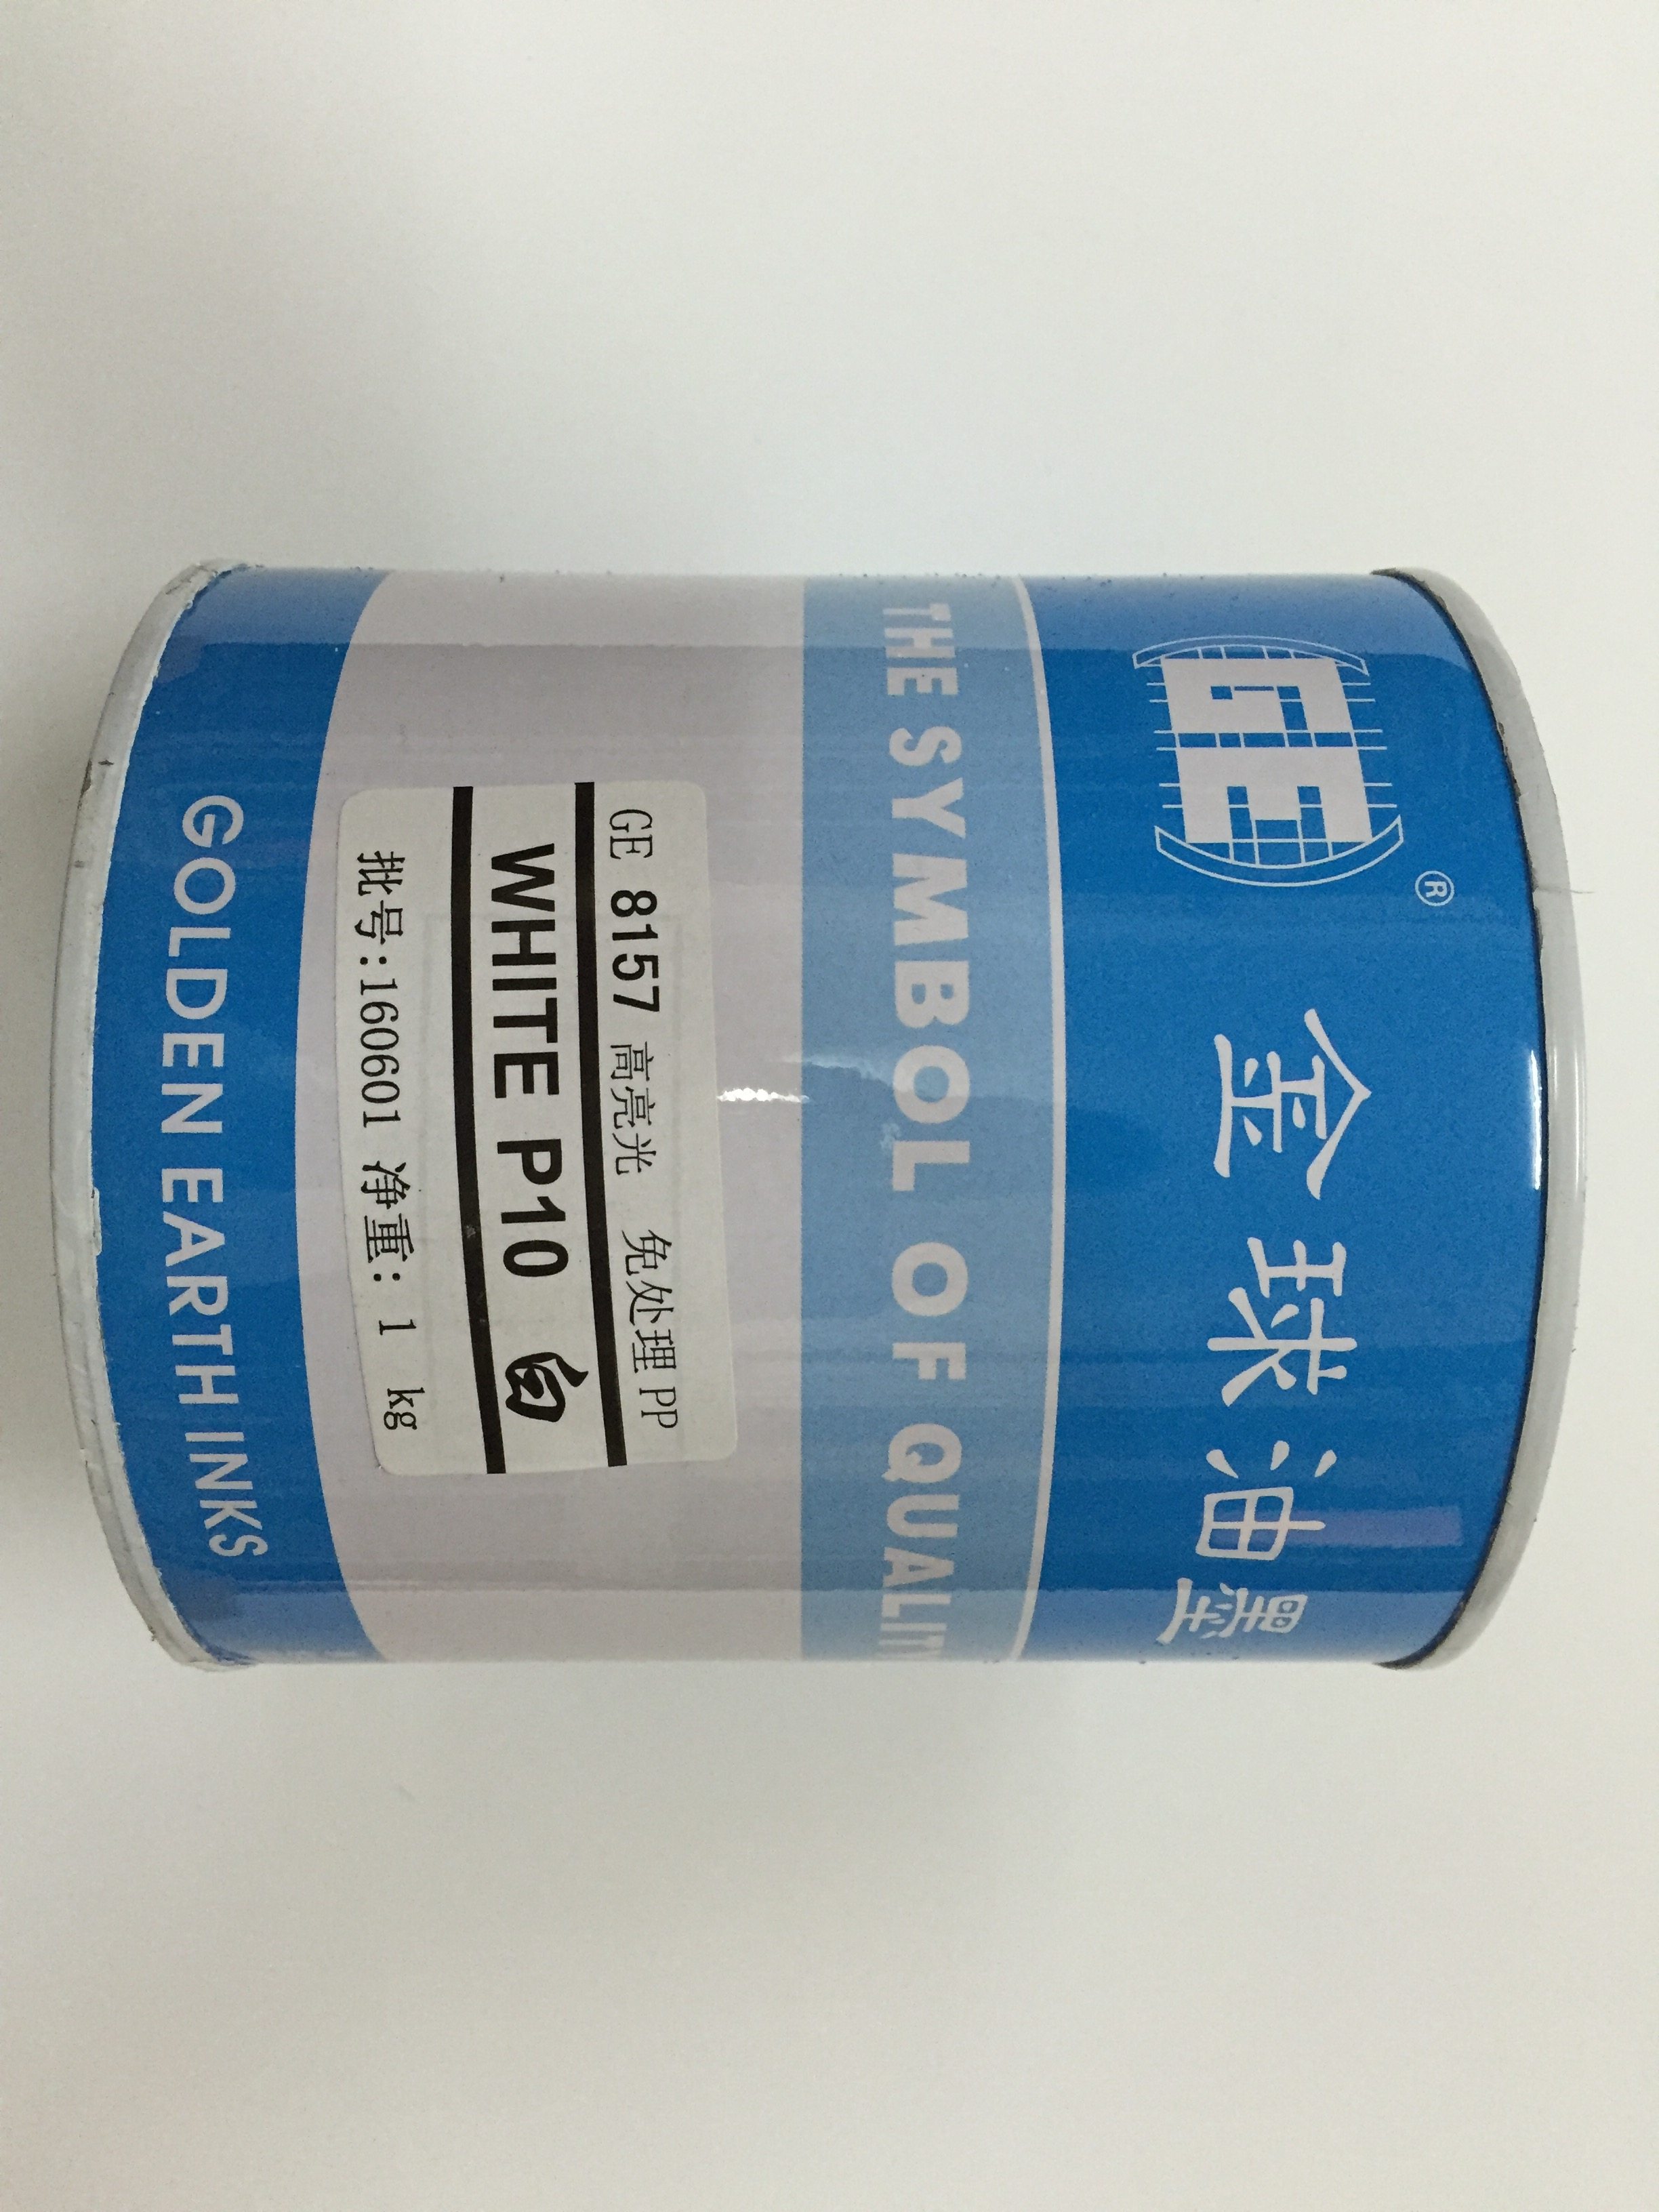 GE®
金球油墨
THE SYMBOL OF QUALIT
GE 8157 高亮光 免处理PP
WHITE P10 白
批号:160601 净重: 1 kg
GOLDEN EARTH INKS